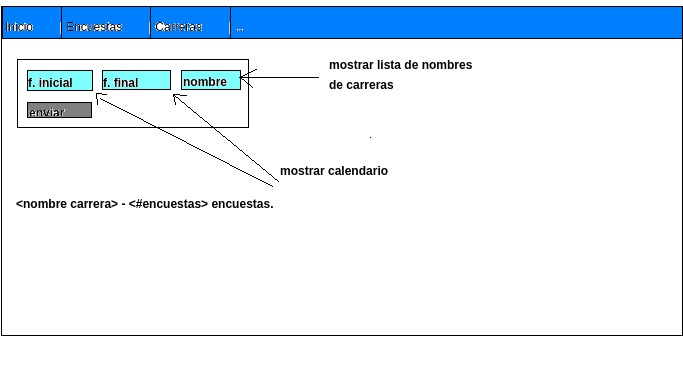 Inicio Encuestas Carreras ...
mostrar lista de nombres
de carreras
f. inicial f. final nombre
enviar
mostrar calendario
<nombre carrera> - <#encuestas> encuestas.